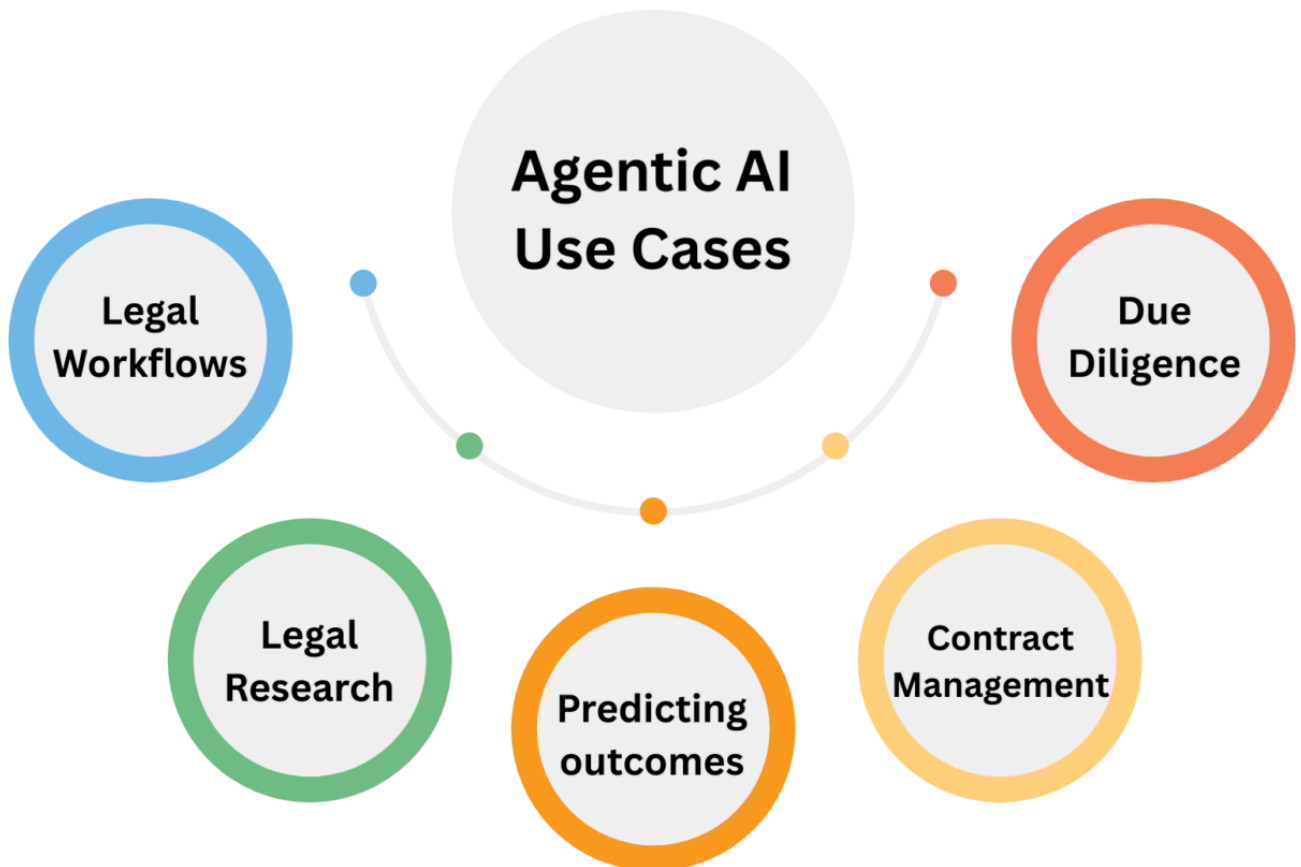 Agentic AI
Use Cases
Legal
Workflows
Due
Diligence
Legal
Research
Contract
Management
Predicting
outcomes